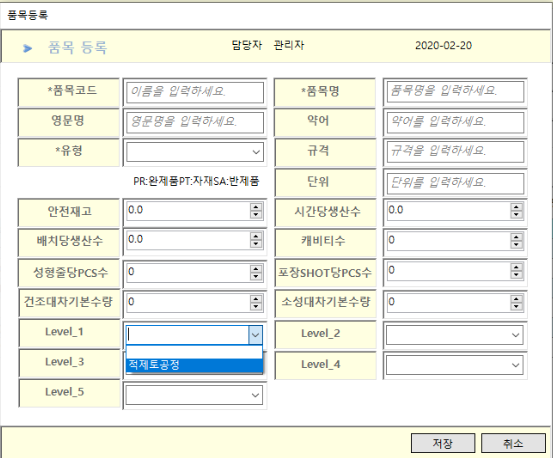 품목등록
품목 등록 담당자 관리자 2020-02-20
*품목코드 이름을 입력하세요. *품목명 품목명을 입력하세요.
영문명 영문명을 입력하세요. 약어 약어를 입력하세요.
*유형 규격 규격을 입력하세요.
PR:완제품PT:자재SA:반제품 단위 단위를 입력하세요.
안전재고 0.0 시간당생산수 0.0
배치당생산수 0.0 캐비티수 0
성형줄당PCS수 0 포장SHOT당PCS수 0
건조대차기본수량 0 소성대차기본수량 0
Level_1 Level_2
적제토공정
Level_3 Level_4
Level_5
저장 취소